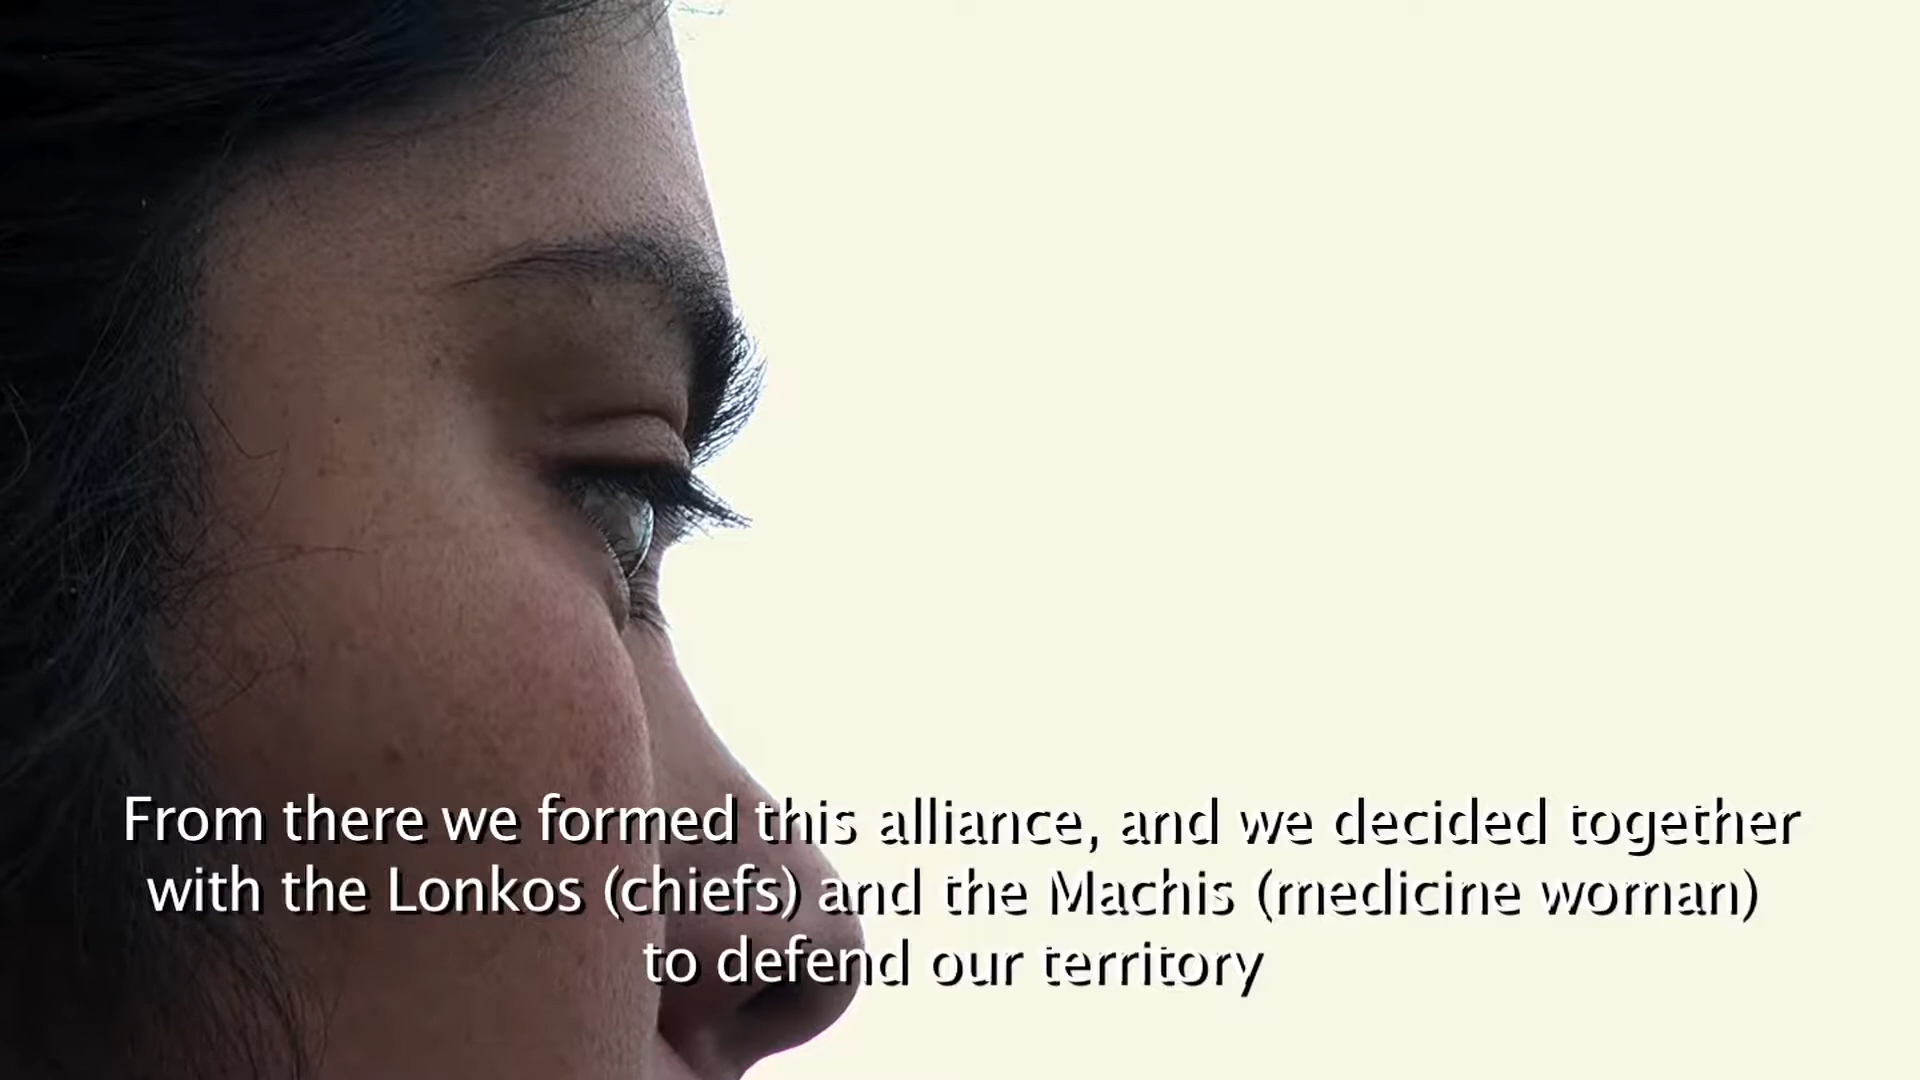 From there we formed this alliance, and we decided together
with the Lonkos (chiefs) and the Machis (medicine woman)
to defend our territory